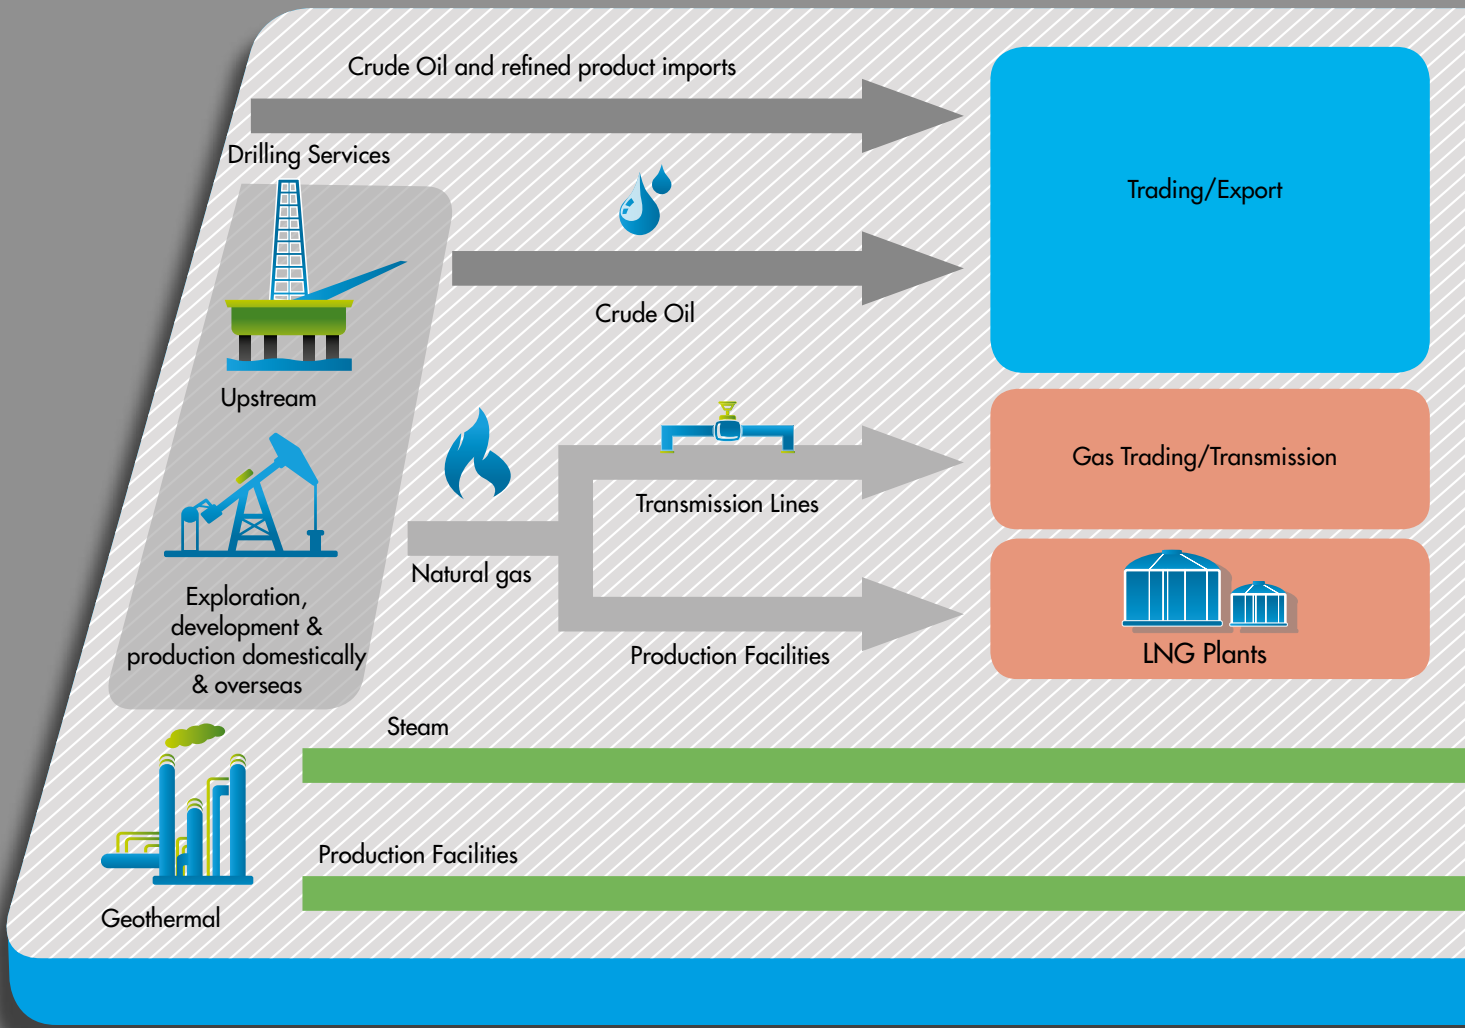 Crude Oil and refined product imports
Drilling Services
Trading/Export
Crude Oil
Upstream
Gas Trading/Transmission
Transmission Lines
Natural gas
Exploration,
development &
production domestically
& overseas
Production Facilities
LNG Plants
Steam
Production Facilities
Geothermal